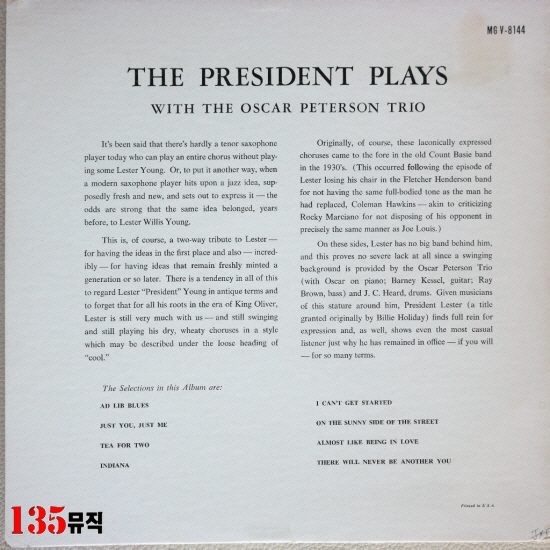 MG V-8144
THE PRESIDENT PLAYS
WITH THE OSCAR PETERSON TRIO
It's been said that there's hardly a tenor saxophone
player today who can play an entire chorus without play-
ing some Lester Young. Or, to put it another way, when
a modern saxophone player hits upon a jazz idea, sup-
posedly fresh and new, and sets out to express it — the
odds are strong that the same idea belonged, years
before, to Lester Willis Young.
This is, of course, a two-way tribute to Lester —
for having the ideas in the first place and also — incred-
ibly — for having ideas that remain freshly minted a
generation or so later. There is a tendency in all of this
to regard Lester "President" Young in antique terms and
to forget that for all his roots in the era of King Oliver,
Lester is still very much with us — and still swinging
and still playing his dry, wheaty choruses in a style
which may be described under the loose heading of
"cool."
Originally, of course, these laconically expressed
choruses came to the fore in the old Count Basie band
in the 1930's. (This occurred following the episode of
Lester losing his chair in the Fletcher Henderson band
for not having the same full-bodied tone as the man he
had replaced, Coleman Hawkins — akin to criticizing
Rocky Marciano for not disposing of his opponent in
precisely the same manner as Joe Louis.)
On these sides, Lester has no big band behind him,
and this proves no severe lack at all since a swinging
background is provided by the Oscar Peterson Trio
(with Oscar on piano; Barney Kessel, guitar; Ray
Brown, bass) and J. C. Heard, drums. Given musicians
of this stature around him, President Lester (a title
granted originally by Billie Holiday) finds full rein for
expression and, as well, shows even the most casual
listener just why he has remained in office — if you will
— for so many terms.
The Selections in this Album are:
AD LIB BLUES
JUST YOU, JUST ME
TEA FOR TWO
INDIANA
I CAN'T GET STARTED
ON THE SUNNY SIDE OF THE STREET
ALMOST LIKE BEING IN LOVE
THERE WILL NEVER BE ANOTHER YOU
Printed in U.S.A.
135뮤직